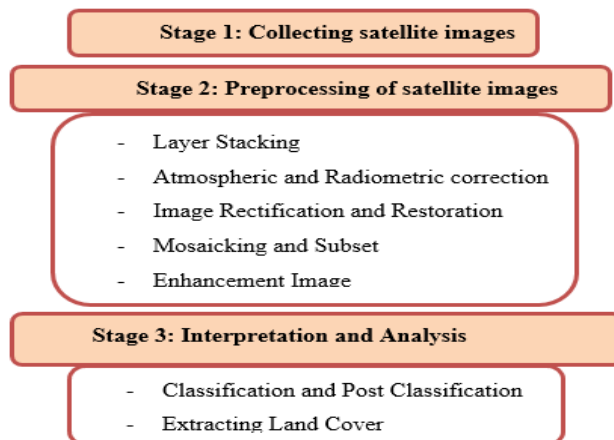 Stage 1: Collecting satellite images
Stage 2: Preprocessing of satellite images
- Layer Stacking
- Atmospheric and Radiometric correction
- Image Rectification and Restoration
- Mosaicking and Subset
- Enhancement Image
Stage 3: Interpretation and Analysis
- Classification and Post Classification
- Extracting Land Cover